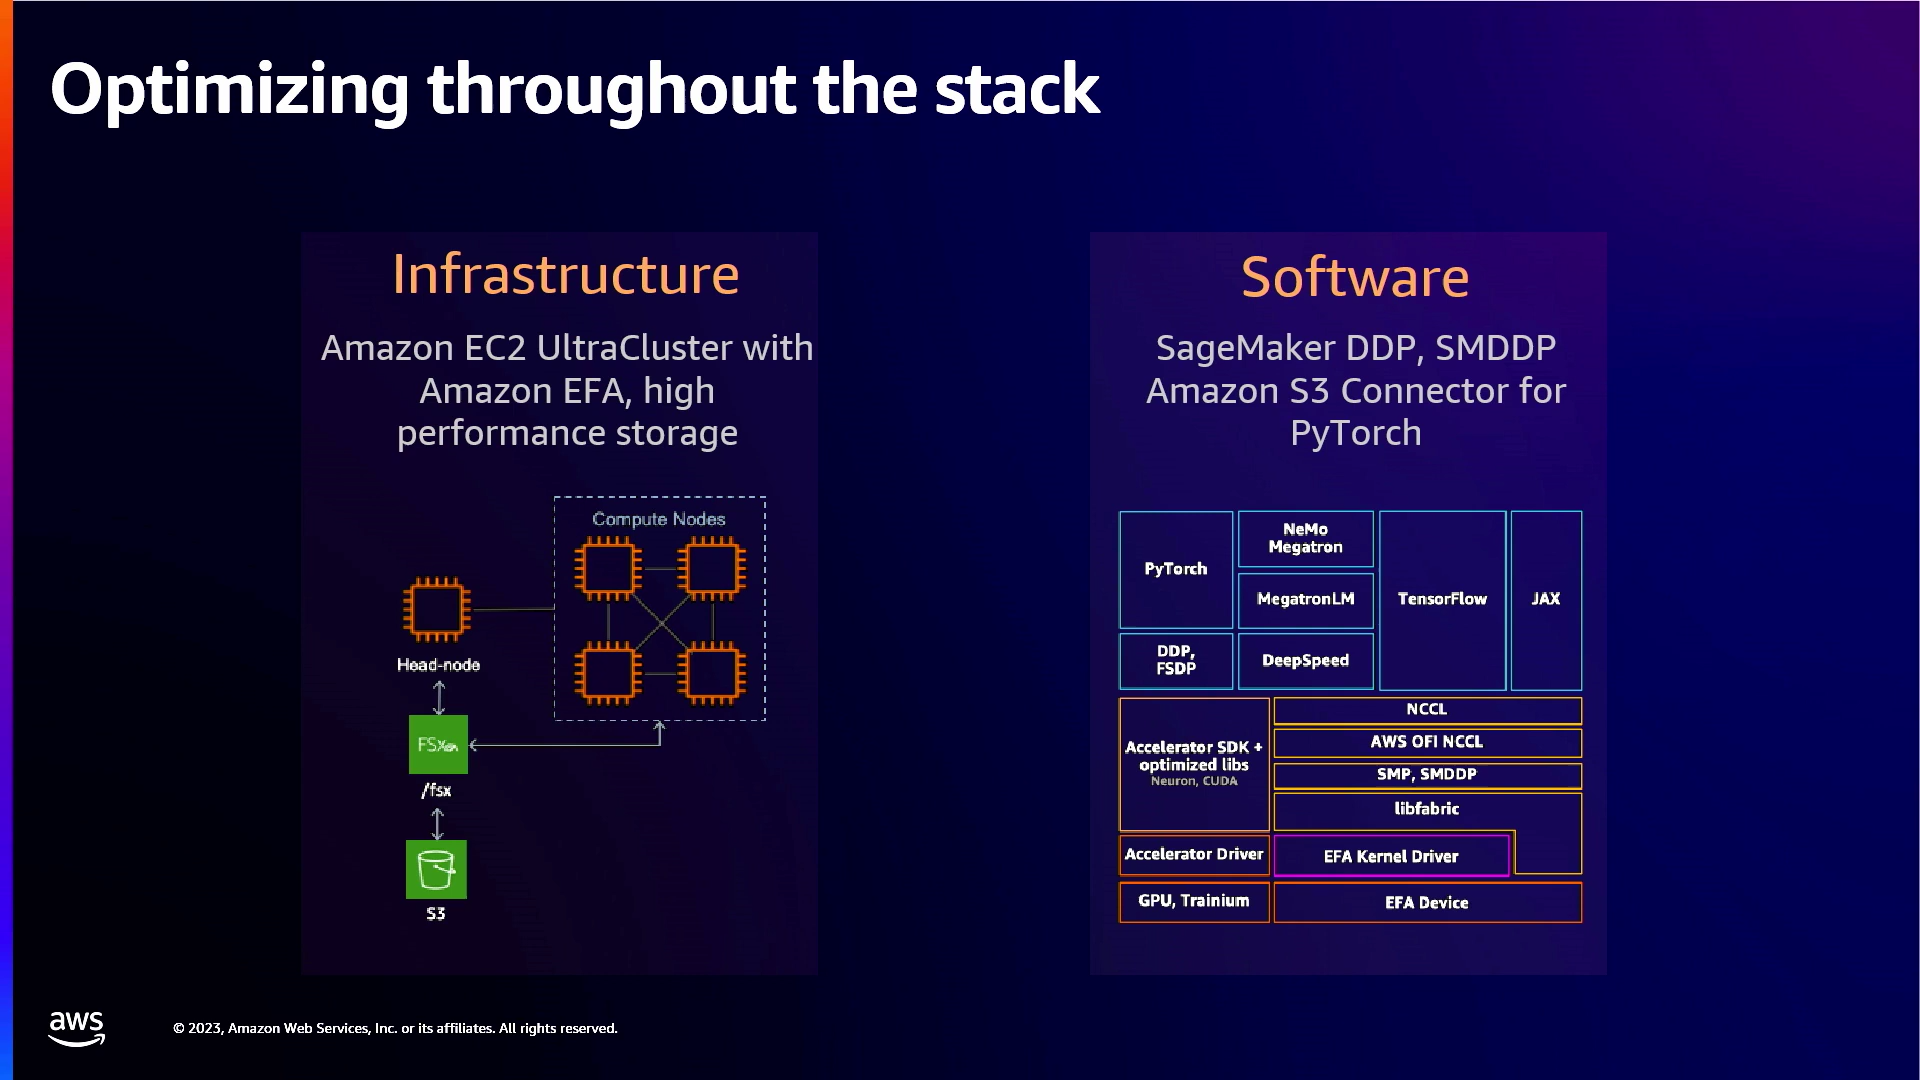 Optimizing throughout the stack
Infrastructure
Amazon EC2 UltraCluster with
Amazon EFA, high
performance storage
Compute Nodes
Head-node
FSx
/fsx
S3
Software
SageMaker DDP, SMDDP
Amazon S3 Connector for
PyTorch
PyTorch
NeMo
Megatron
MegatronLM
TensorFlow
JAX
DDP,
FSDP
DeepSpeed
Accelerator SDK +
optimized libs
Neuron, CUDA
NCCL
AWS OFI NCCL
SMP, SMDDP
libfabric
Accelerator Driver
EFA Kernel Driver
GPU, Trainium
EFA Device
aws
© 2023, Amazon Web Services, Inc. or its affiliates. All rights reserved.